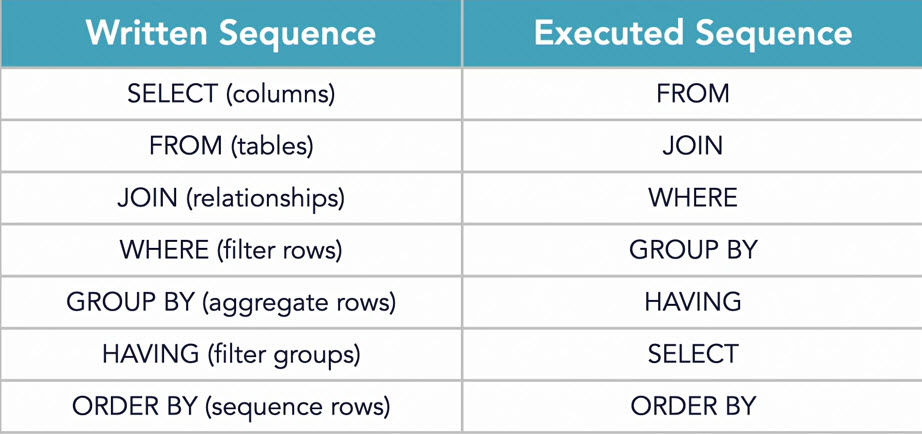 Written Sequence Executed Sequence
SELECT (columns) FROM
FROM (tables) JOIN
JOIN (relationships) WHERE
WHERE (filter rows) GROUP BY
GROUP BY (aggregate rows) HAVING
HAVING (filter groups) SELECT
ORDER BY (sequence rows) ORDER BY